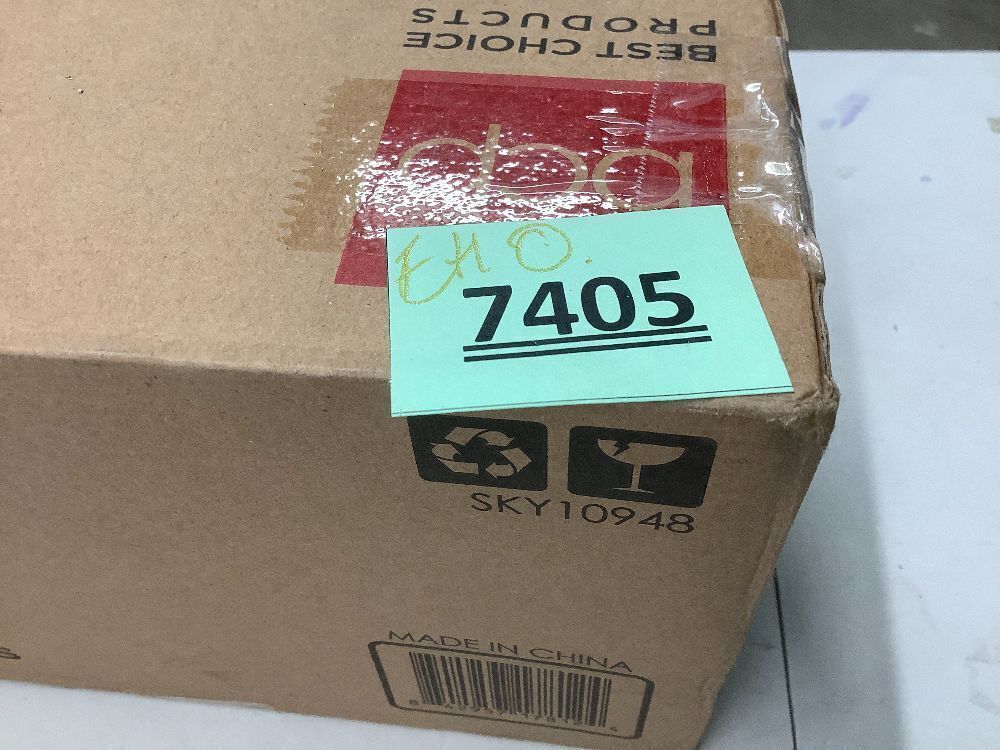 BEST CHOICE
PRODUCTS
bcp
EHO.
7405
SKY10948
MADE IN CHINA